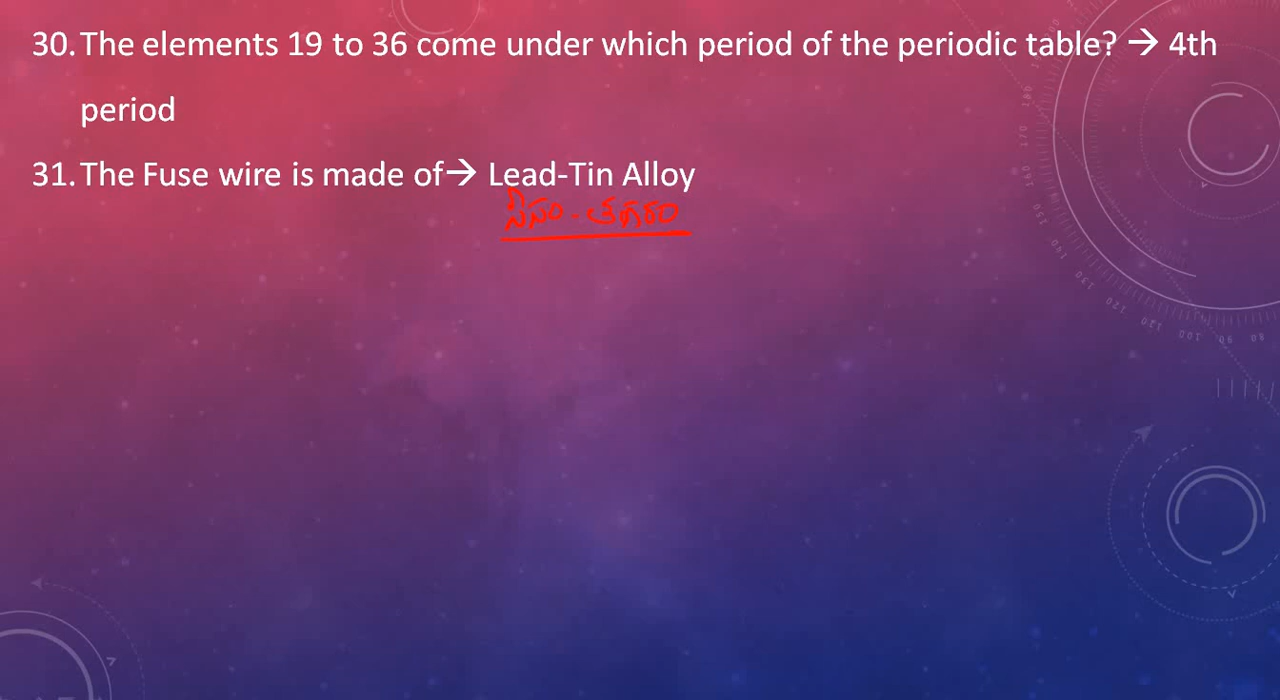 30. The elements 19 to 36 come under which period of the periodic table? → 4th
period
31. The Fuse wire is made of→ Lead-Tin Alloy
సీసం - తగరం